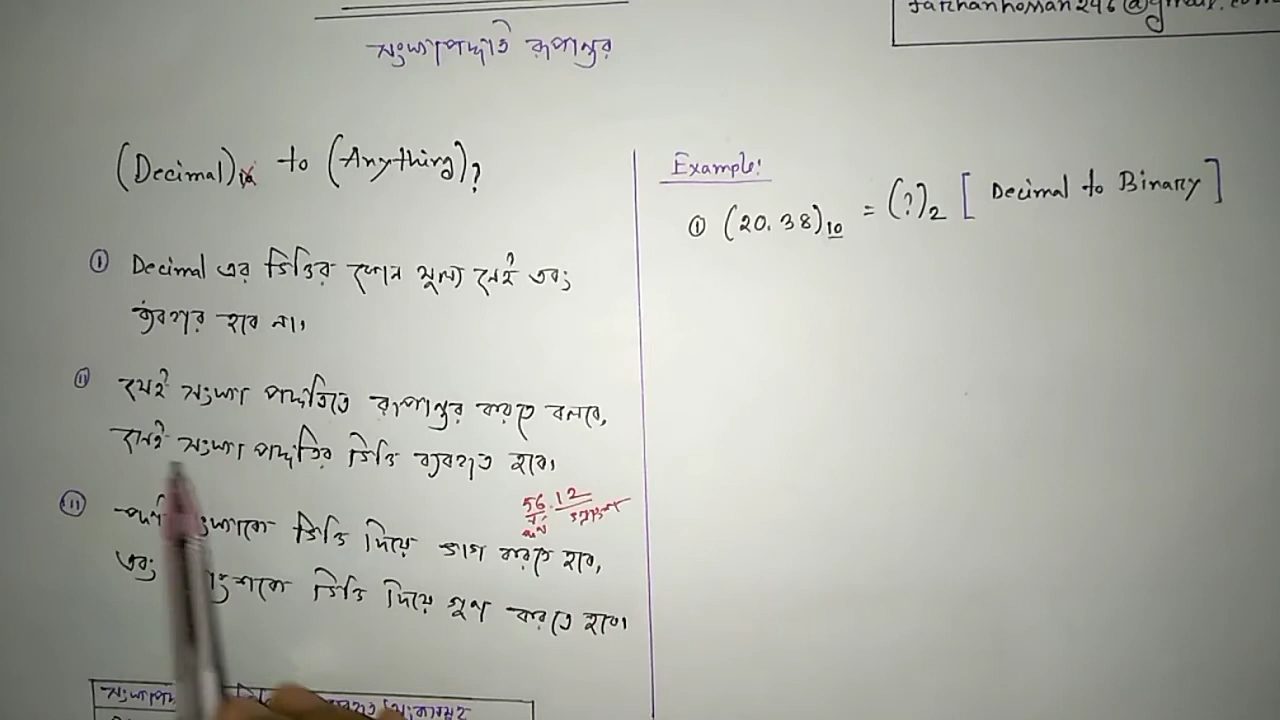 সংখ্যাপদ্ধতি রূপান্তর
(Decimal)₁₀ to (Anything)?
① Decimal এর ভিত্তির কোন মূল্য নেই এবং
ব্যবহার হবে না।
② যেই সংখ্যা পদ্ধতিতে রূপান্তর করতে বলবে,
সেই সংখ্যা পদ্ধতির ভিত্তি ব্যবহৃত হবে।
56.12
পূর্ণ ভগ্নাংশ
③ ভিত্তি দিয়ে ভাগ করতে হবে,
এবং ভিত্তি দিয়ে গুণ করতে হবে।
Example:
① (20.38)₁₀ = (?)₂ [Decimal to Binary]